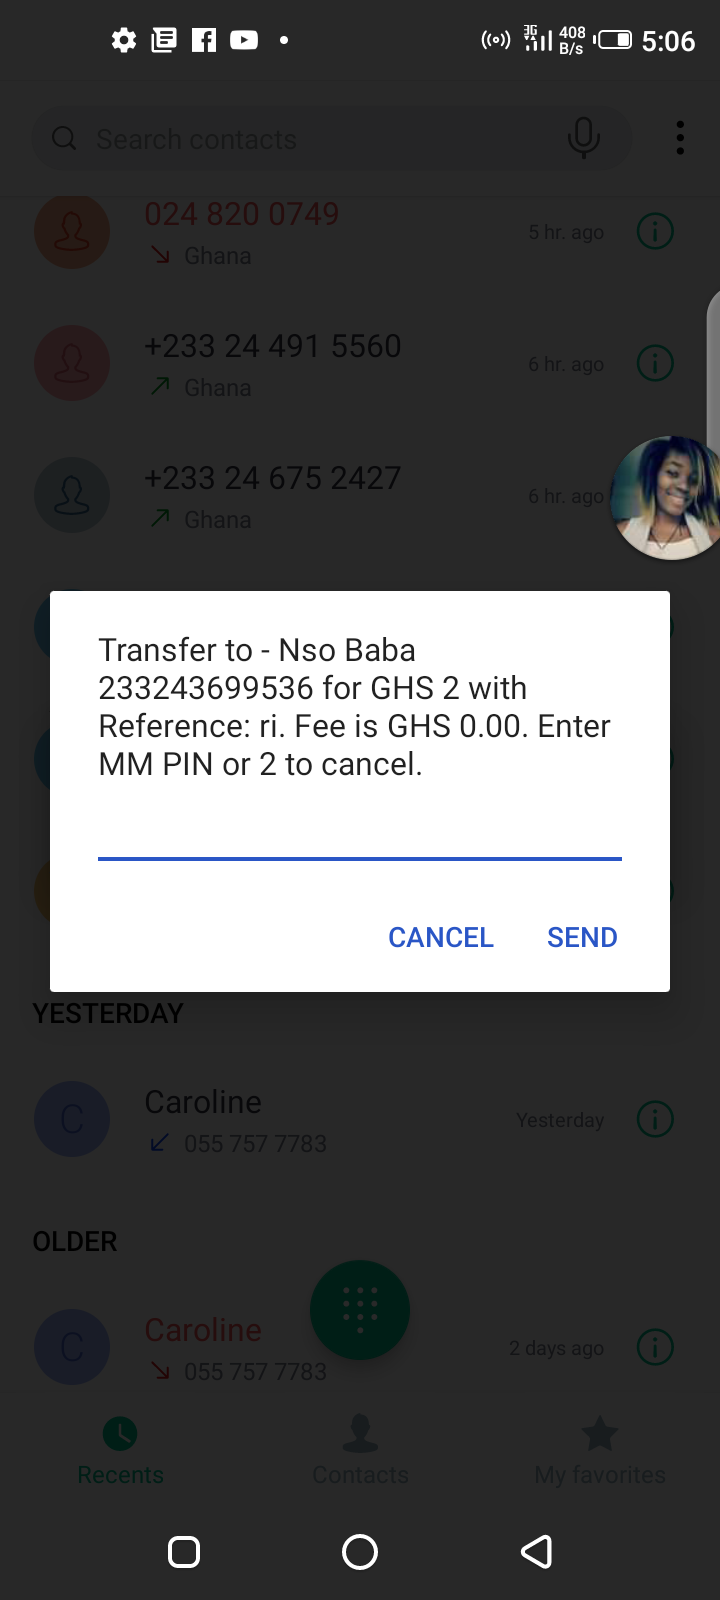 3G
408
B/s
5:06
Search contacts
024 820 0749
Ghana
5 hr. ago
+233 24 491 5560
Ghana
6 hr. ago
+233 24 675 2427
Ghana
6 hr. ago
Transfer to - Nso Baba
233243699536 for GHS 2 with
Reference: ri. Fee is GHS 0.00. Enter
MM PIN or 2 to cancel.
CANCEL SEND
YESTERDAY
C
Caroline
055 757 7783
Yesterday
OLDER
C
Caroline
055 757 7783
2 days ago
Recents
Contacts
My favorites